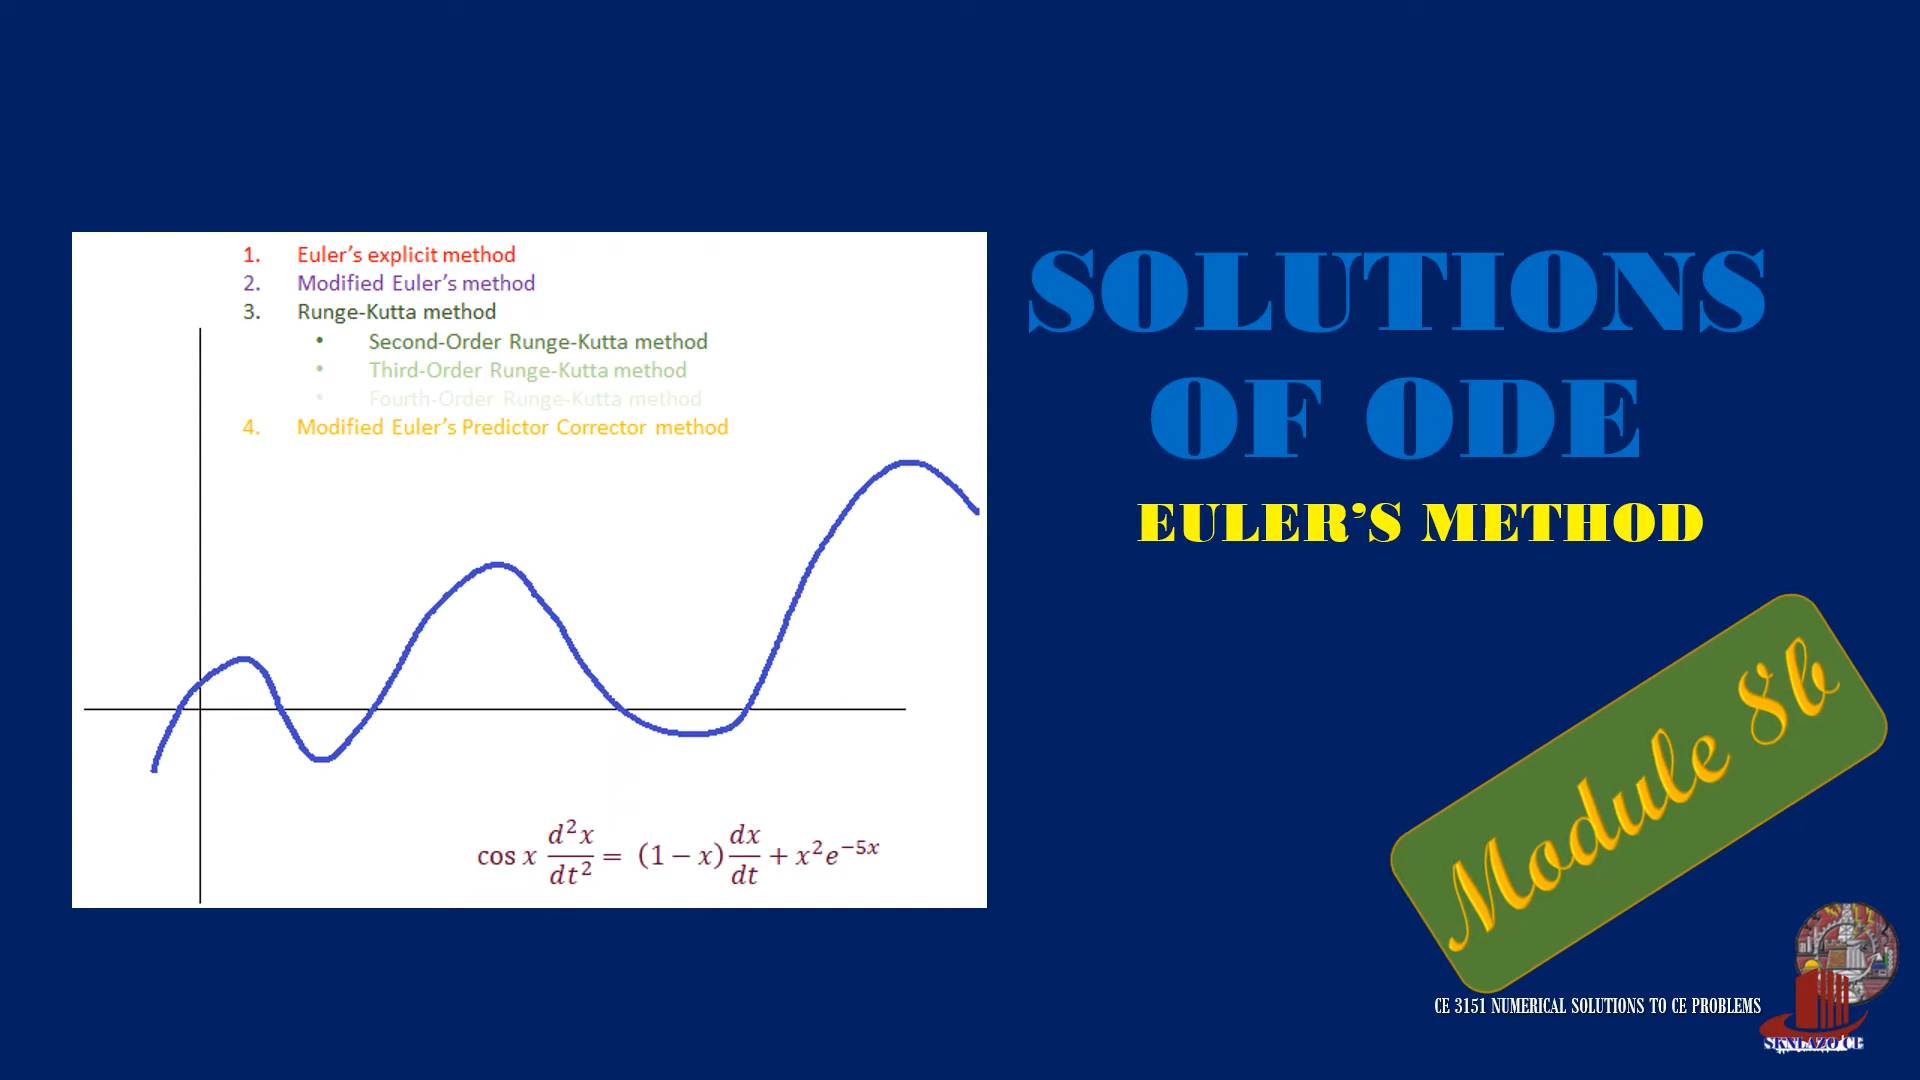 1. Euler’s explicit method
2. Modified Euler’s method
3. Runge-Kutta method
• Second-Order Runge-Kutta method
• Third-Order Runge-Kutta method
• Fourth-Order Runge-Kutta method
4. Modified Euler’s Predictor Corrector method
cos x d²x/dt² = (1 − x) dx/dt + x²e⁻⁵ˣ
SOLUTIONS
OF ODE
EULER’S METHOD
Module 8b
CE 3151 NUMERICAL SOLUTIONS TO CE PROBLEMS
SKNLAZO CE